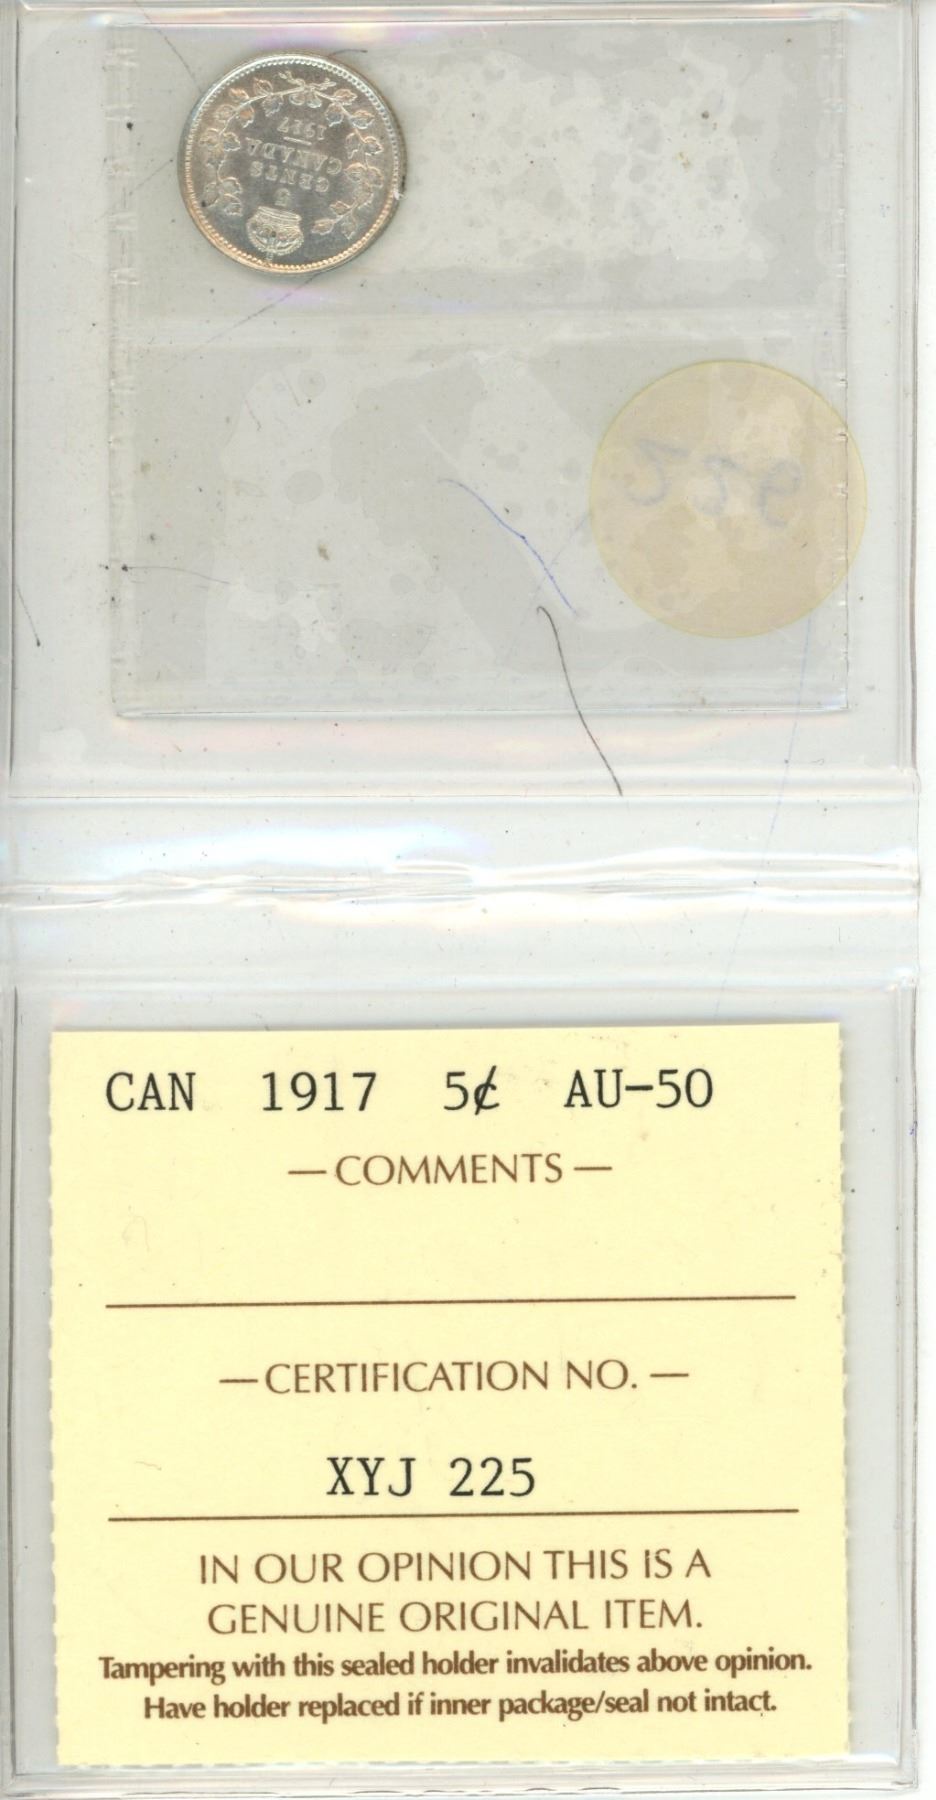 5
CENTS
CANADA
1917
CAN 1917 5¢ AU-50
— COMMENTS —
— CERTIFICATION NO. —
XYJ 225
IN OUR OPINION THIS IS A
GENUINE ORIGINAL ITEM.
Tampering with this sealed holder invalidates above opinion.
Have holder replaced if inner package/seal not intact.